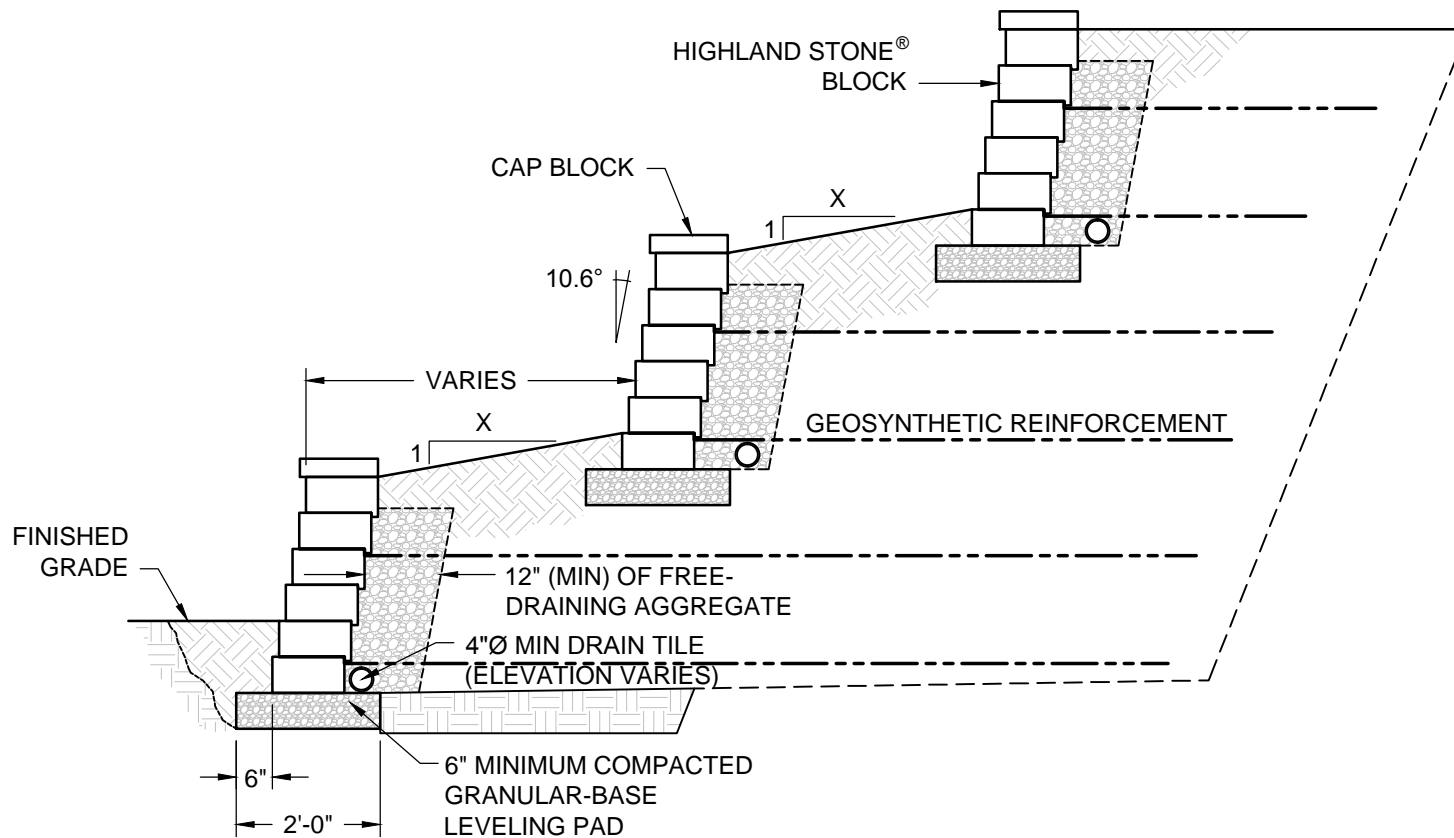 HIGHLAND STONE®
BLOCK
CAP BLOCK
X
1
10.6°
VARIES
X
1
GEOSYNTHETIC REINFORCEMENT
FINISHED
GRADE
12" (MIN) OF FREE-
DRAINING AGGREGATE
4"Ø MIN DRAIN TILE
(ELEVATION VARIES)
6"
6" MINIMUM COMPACTED
GRANULAR-BASE
LEVELING PAD
2'-0"